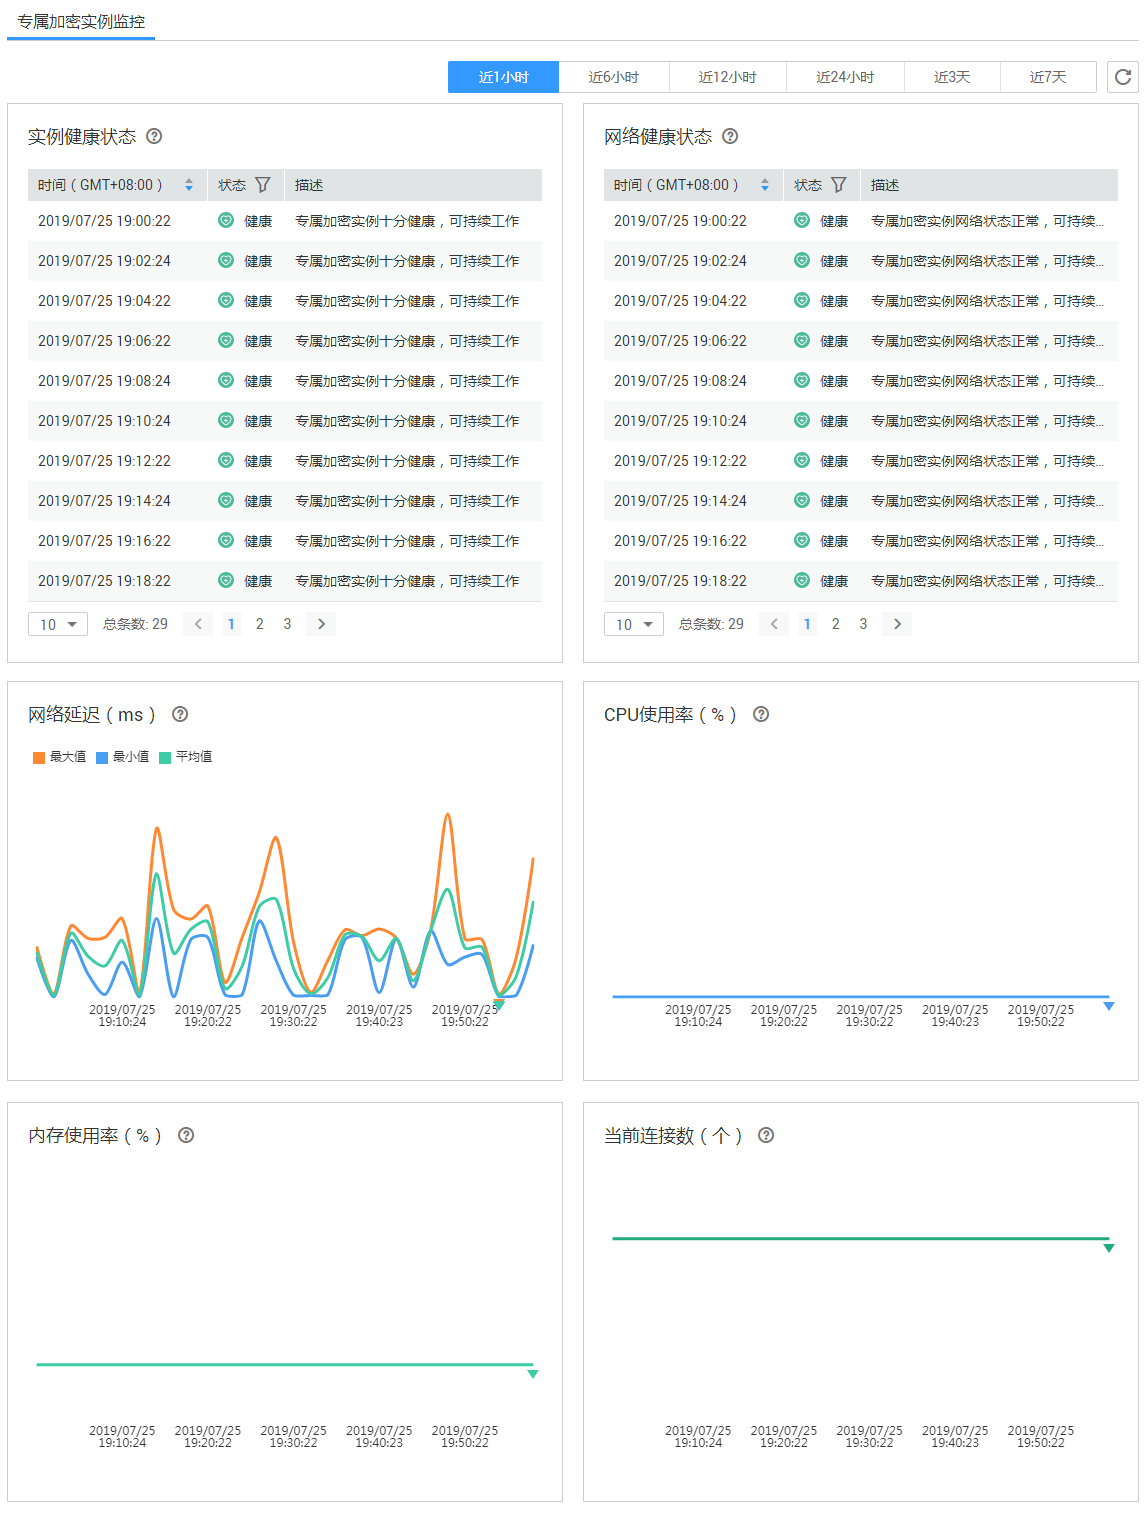 专属加密实例监控
近1小时 近6小时 近12小时 近24小时 近3天 近7天
实例健康状态
时间（GMT+08:00） 状态 描述
2019/07/25 19:00:22 健康 专属加密实例十分健康，可持续工作
2019/07/25 19:02:24 健康 专属加密实例十分健康，可持续工作
2019/07/25 19:04:22 健康 专属加密实例十分健康，可持续工作
2019/07/25 19:06:22 健康 专属加密实例十分健康，可持续工作
2019/07/25 19:08:24 健康 专属加密实例十分健康，可持续工作
2019/07/25 19:10:24 健康 专属加密实例十分健康，可持续工作
2019/07/25 19:12:22 健康 专属加密实例十分健康，可持续工作
2019/07/25 19:14:24 健康 专属加密实例十分健康，可持续工作
2019/07/25 19:16:22 健康 专属加密实例十分健康，可持续工作
2019/07/25 19:18:22 健康 专属加密实例十分健康，可持续工作
10 总条数: 29 1 2 3
网络健康状态
时间（GMT+08:00） 状态 描述
2019/07/25 19:00:22 健康 专属加密实例网络状态正常，可持续...
2019/07/25 19:02:24 健康 专属加密实例网络状态正常，可持续...
2019/07/25 19:04:22 健康 专属加密实例网络状态正常，可持续...
2019/07/25 19:06:22 健康 专属加密实例网络状态正常，可持续...
2019/07/25 19:08:24 健康 专属加密实例网络状态正常，可持续...
2019/07/25 19:10:24 健康 专属加密实例网络状态正常，可持续...
2019/07/25 19:12:22 健康 专属加密实例网络状态正常，可持续...
2019/07/25 19:14:24 健康 专属加密实例网络状态正常，可持续...
2019/07/25 19:16:22 健康 专属加密实例网络状态正常，可持续...
2019/07/25 19:18:22 健康 专属加密实例网络状态正常，可持续...
10 总条数: 29 1 2 3
网络延迟（ms）
最大值 最小值 平均值
2019/07/25 2019/07/25 2019/07/25 2019/07/25 2019/07/25
19:10:24 19:20:22 19:30:22 19:40:23 19:50:22
CPU使用率（%）
2019/07/25 2019/07/25 2019/07/25 2019/07/25 2019/07/25
19:10:24 19:20:22 19:30:22 19:40:23 19:50:22
内存使用率（%）
2019/07/25 2019/07/25 2019/07/25 2019/07/25 2019/07/25
19:10:24 19:20:22 19:30:22 19:40:23 19:50:22
当前连接数（个）
2019/07/25 2019/07/25 2019/07/25 2019/07/25 2019/07/25
19:10:24 19:20:22 19:30:22 19:40:23 19:50:22